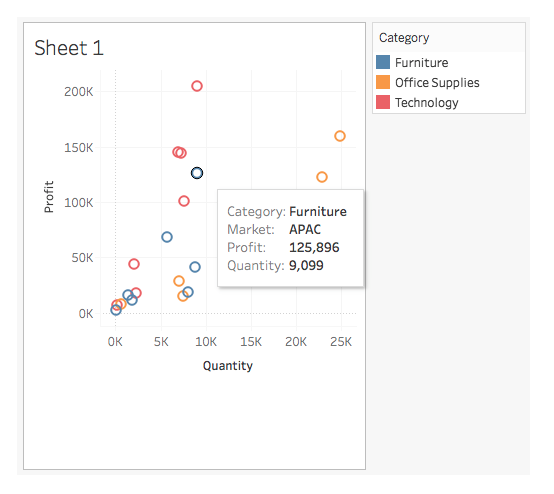 Sheet 1
Category
Furniture
Office Supplies
Technology
200K
150K
100K
50K
0K
Profit
Category: Furniture
Market: APAC
Profit: 125,896
Quantity: 9,099
0K 5K 10K 15K 20K 25K
Quantity